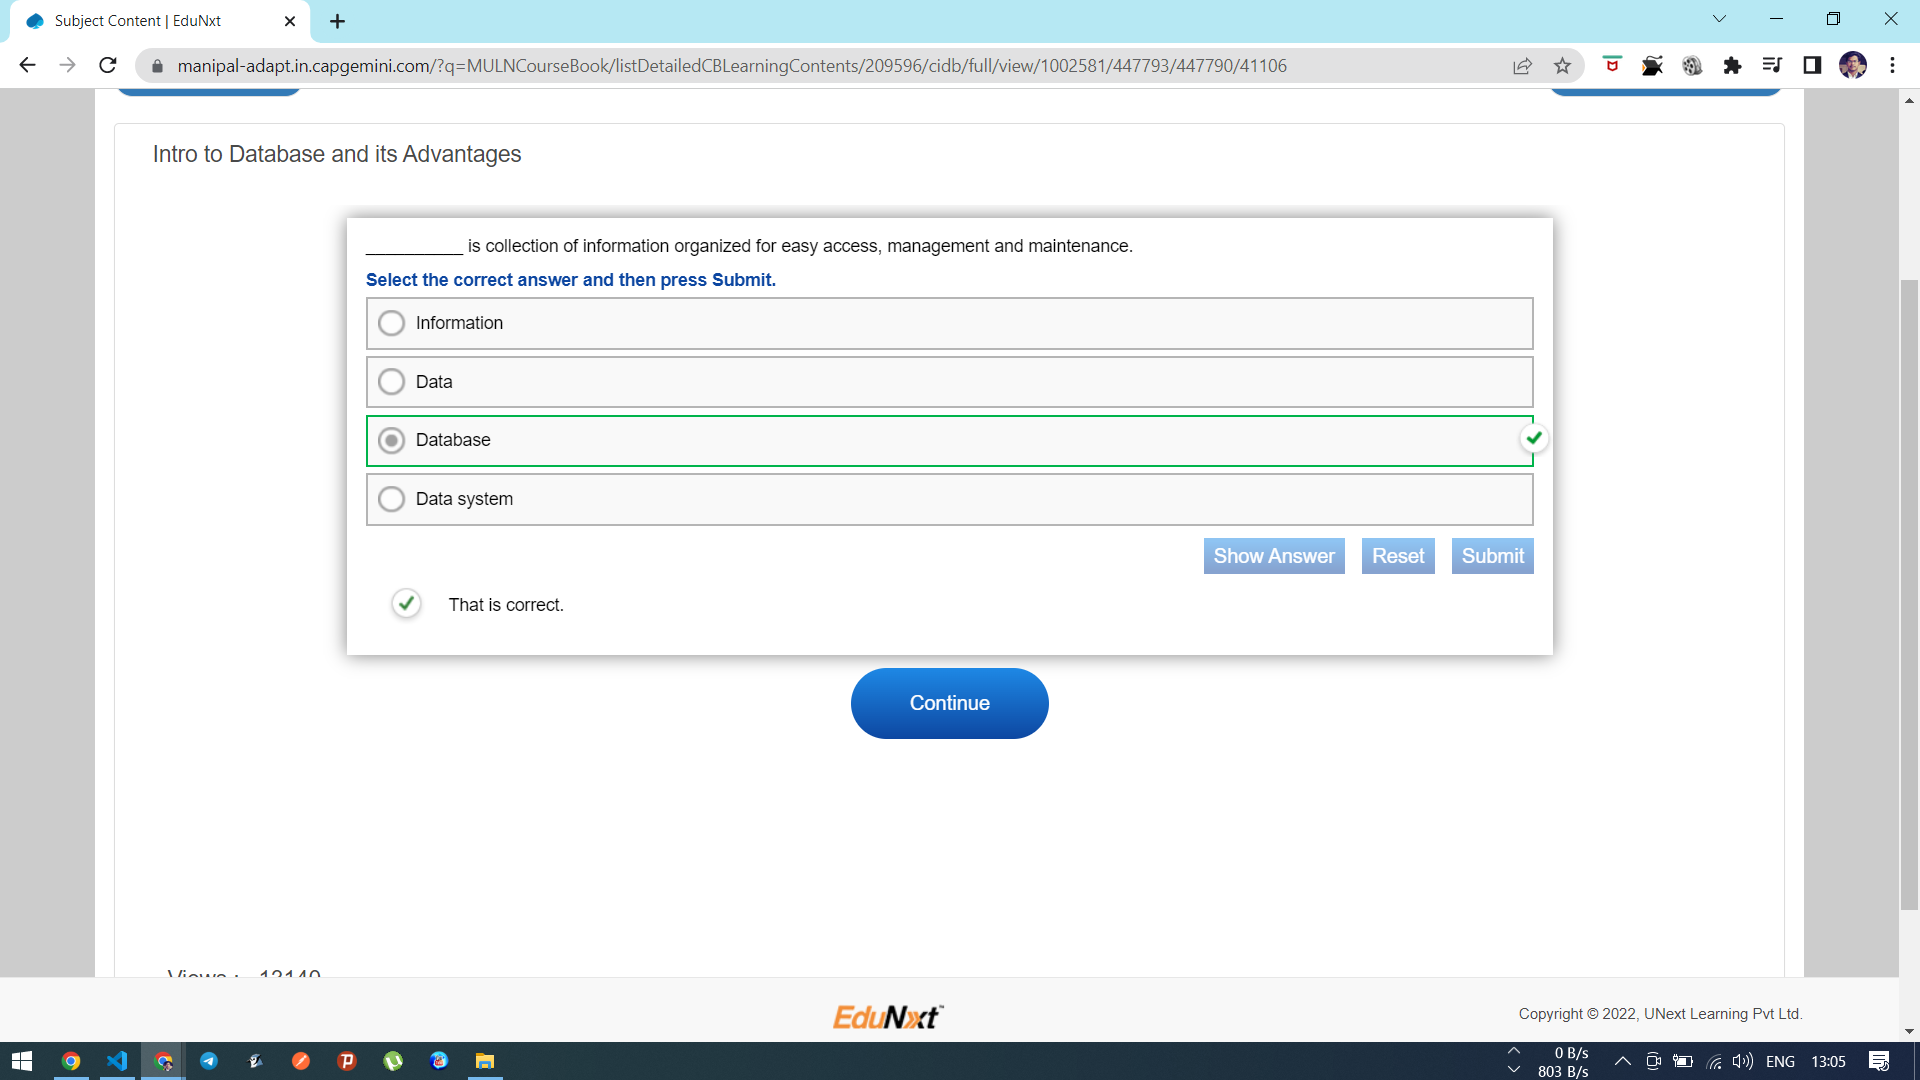 Subject Content | EduNxt
manipal-adapt.in.capgemini.com/?q=MULNCourseBook/listDetailedCBLearningContents/209596/cidb/full/view/1002581/447793/447790/41106
Intro to Database and its Advantages
__________ is collection of information organized for easy access, management and maintenance.
Select the correct answer and then press Submit.
Information
Data
Database
Data system
Show Answer Reset Submit
That is correct.
Continue
Views : 13140
EduNxt™
Copyright © 2022, UNext Learning Pvt Ltd.
0 B/s
803 B/s
ENG 13:05